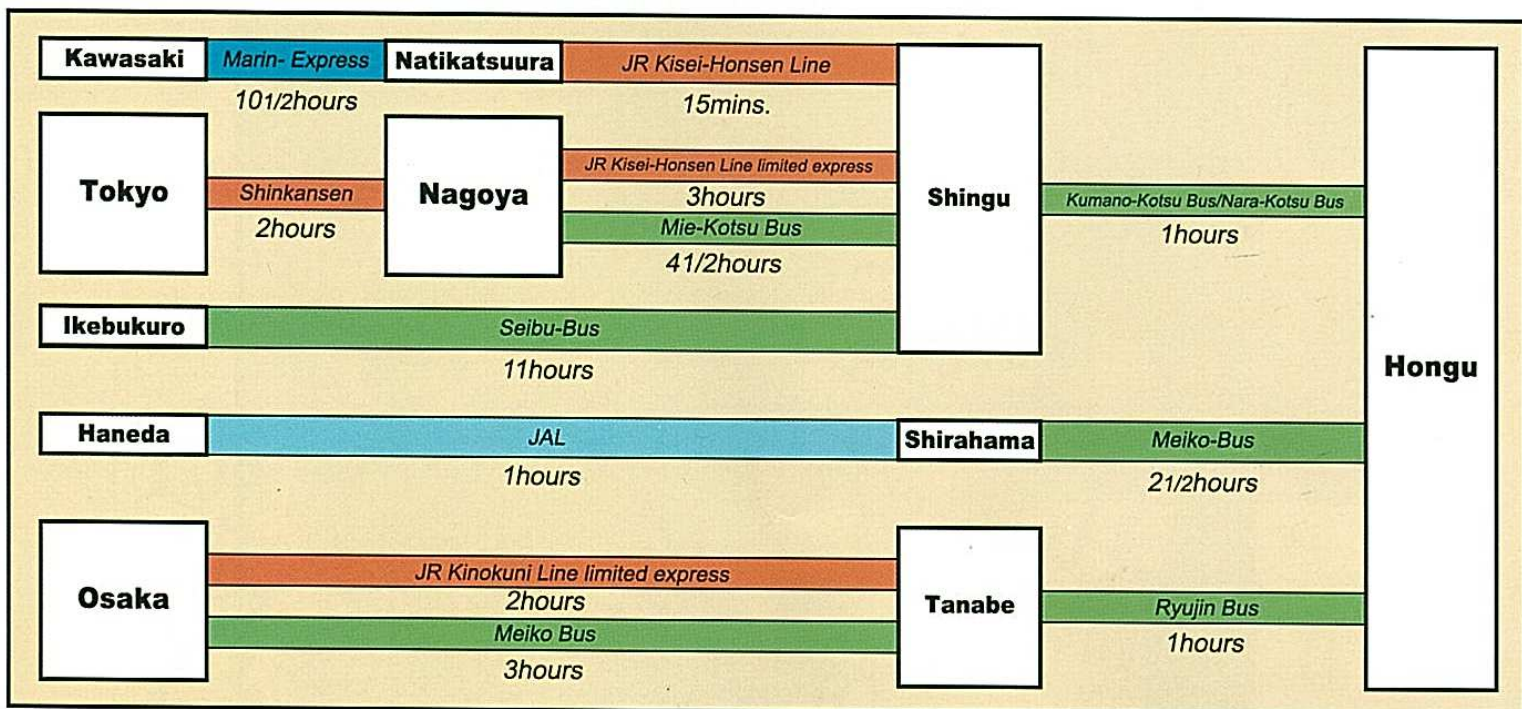 Kawasaki
Marin- Express
Natikatsuura
JR Kisei-Honsen Line
101/2hours
15mins.
Tokyo
Shinkansen
2hours
Nagoya
JR Kisei-Honsen Line limited express
3hours
Mie-Kotsu Bus
41/2hours
Shingu
Kumano-Kotsu Bus/Nara-Kotsu Bus
1hours
Ikebukuro
Seibu-Bus
11hours
Hongu
Haneda
JAL
1hours
Shirahama
Meiko-Bus
21/2hours
Osaka
JR Kinokuni Line limited express
2hours
Meiko Bus
3hours
Tanabe
Ryujin Bus
1hours